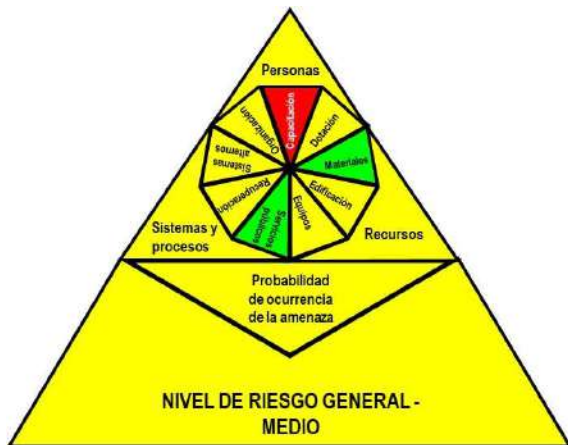 Personas
Organización
Capacitación
Dotación
Sistemas
alternos
Materiales
Recuperación
Edificación
Servicios
públicos
Equipos
Sistemas y
procesos
Recursos
Probabilidad
de ocurrencia
de la amenaza
NIVEL DE RIESGO GENERAL -
MEDIO